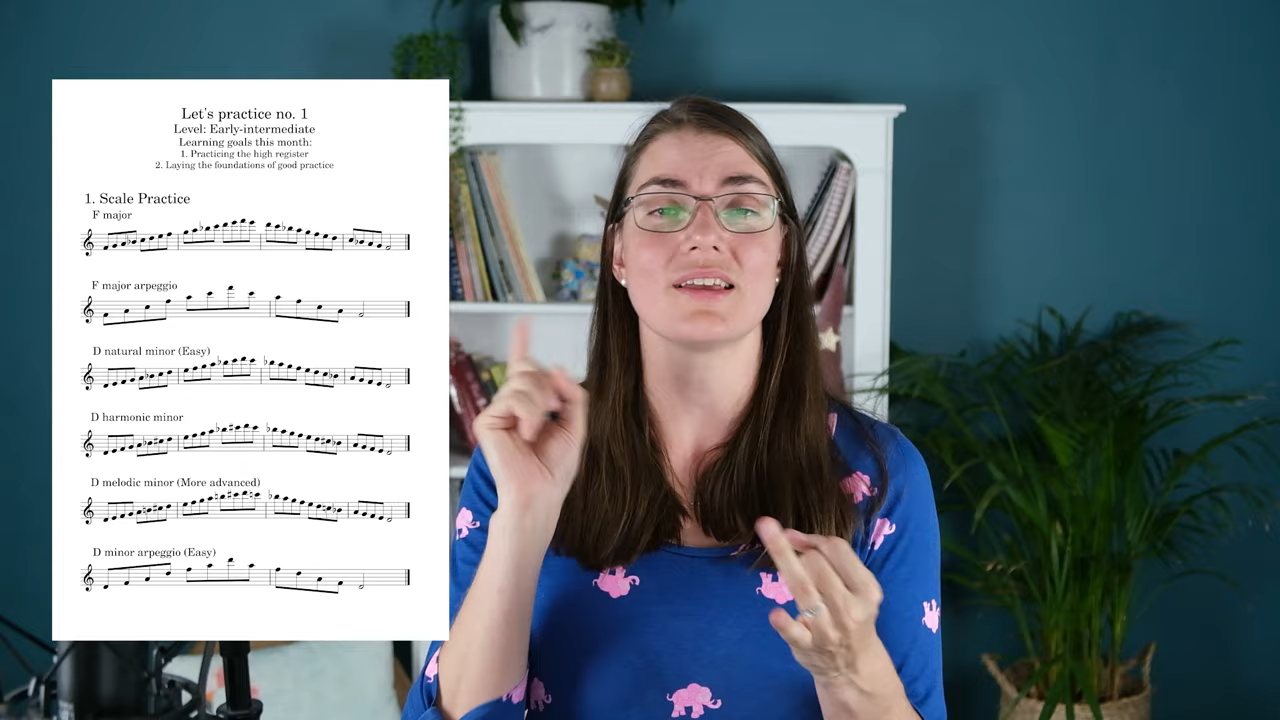 Let's practice no. 1
Level: Early-intermediate
Learning goals this month:
1. Practicing the high register
2. Laying the foundations of good practice
1. Scale Practice
F major
F major arpeggio
D natural minor (Easy)
D harmonic minor
D melodic minor (More advanced)
D minor arpeggio (Easy)